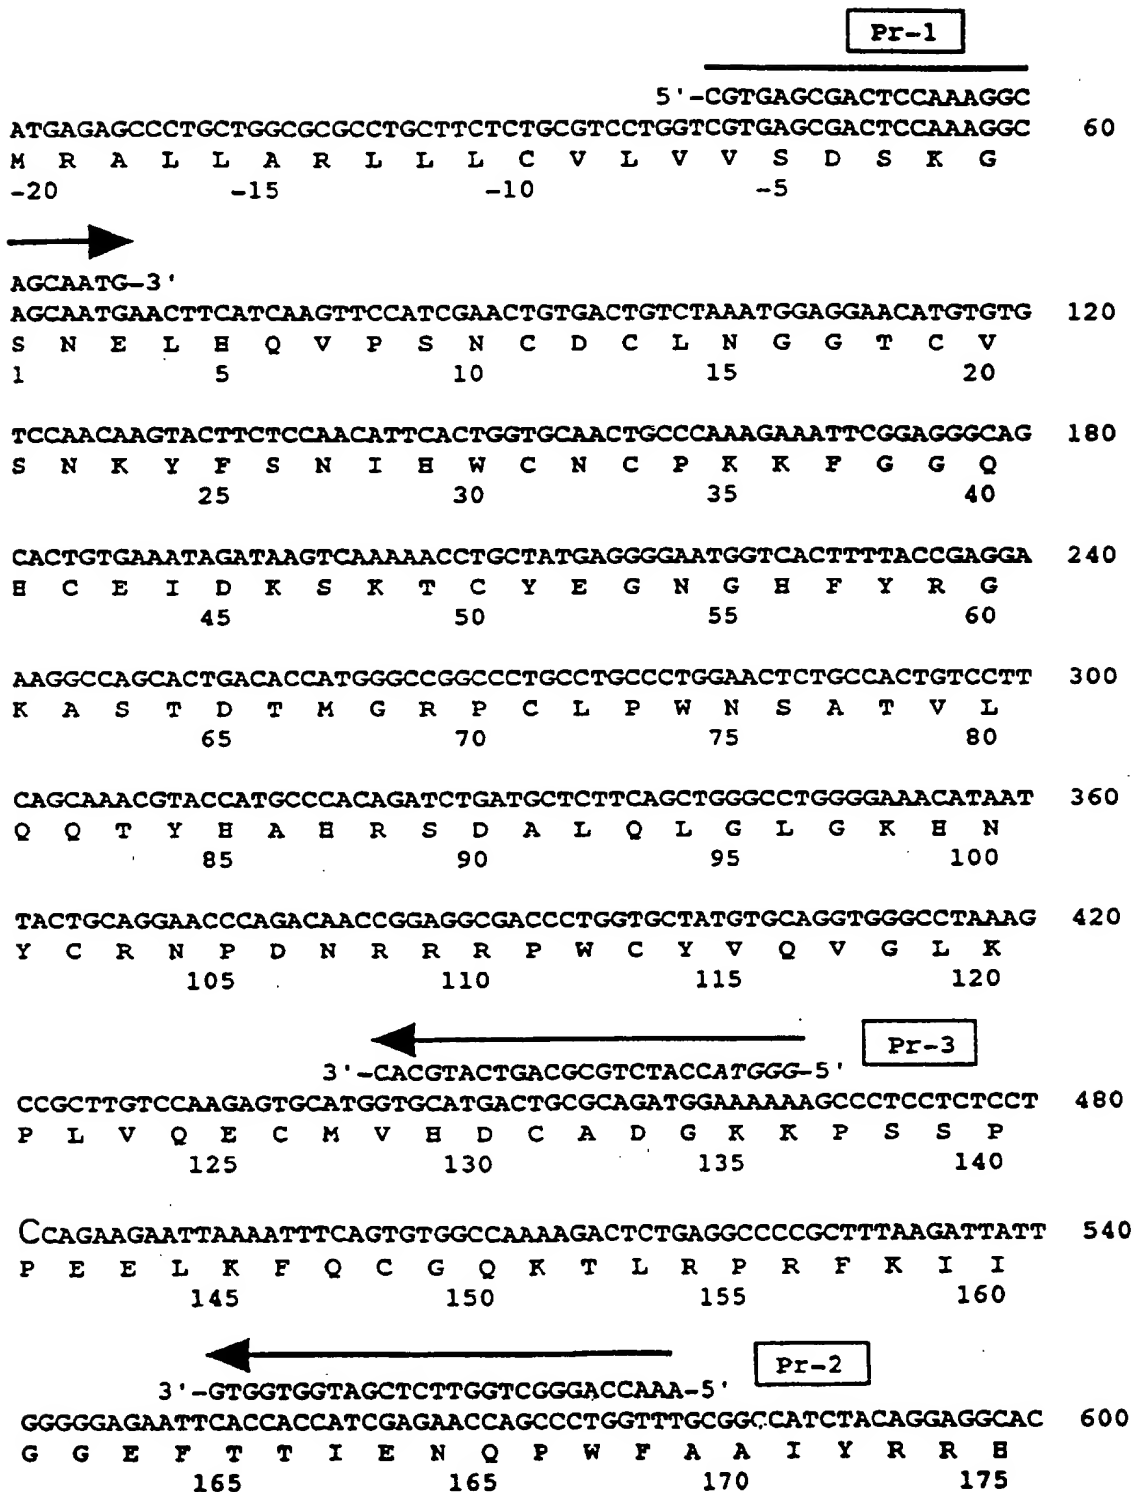 Pr-1
5'-CGTGAGCGACTCCAAAGGC
ATGAGAGCCCTGCTGGCGCGCCTGCTTCTCTGCGTCCTGGTCGTGAGCGACTCCAAAGGC 60
M R A L L A R L L L C V L V V S D S K G
-20 -15 -10 -5
AGCAATG-3'
AGCAATGAACTTCATCAAGTTCCATCGAACTGTGACTGTCTAAATGGAGGAACATGTGTG 120
S N E L H Q V P S N C D C L N G G T C V
1 5 10 15 20
TCCAACAAGTACTTCTCCAACATTCACTGGTGCAACTGCCCAAAGAAATTCGGAGGGCAG 180
S N K Y F S N I H W C N C P K K F G G Q
25 30 35 40
CACTGTGAAATAGATAAGTCAAAAACCTGCTATGAGGGGAATGGTCACTTTTACCGAGGA 240
H C E I D K S K T C Y E G N G H F Y R G
45 50 55 60
AAGGCCAGCACTGACACCATGGGCCGGCCCTGCCTGCCCTGGAACTCTGCCACTGTCCTT 300
K A S T D T M G R P C L P W N S A T V L
65 70 75 80
CAGCAAACGTACCATGCCCACAGATCTGATGCTCTTCAGCTGGGCCTGGGGAAACATAAT 360
Q Q T Y H A H R S D A L Q L G L G K H N
85 90 95 100
TACTGCAGGAACCCAGACAACCGGAGGCGACCCTGGTGCTATGTGCAGGTGGGCCTAAAG 420
Y C R N P D N R R R P W C Y V Q V G L K
105 110 115 120
Pr-3
3'-CACGTACTGACGCGTCTACCATGGG-5'
CCGCTTGTCCAAGAGTGCATGGTGCATGACTGCGCAGATGGAAAAAAGCCCTCCTCTCCT 480
P L V Q E C M V H D C A D G K K P S S P
125 130 135 140
CCAGAAGAATTAAAATTTCAGTGTGGCCAAAAGACTCTGAGGCCCCGCTTTAAGATTATT 540
P E E L K F Q C G Q K T L R P R F K I I
145 150 155 160
Pr-2
3'-GTGGTGGTAGCTCTTGGTCGGGACCAAA-5'
GGGGGAGAATTCACCACCATCGAGAACCAGCCCTGGTTTGCGGCCATCTACAGGAGGCAC 600
G G E F T T I E N Q P W F A A I Y R R H
165 165 170 175